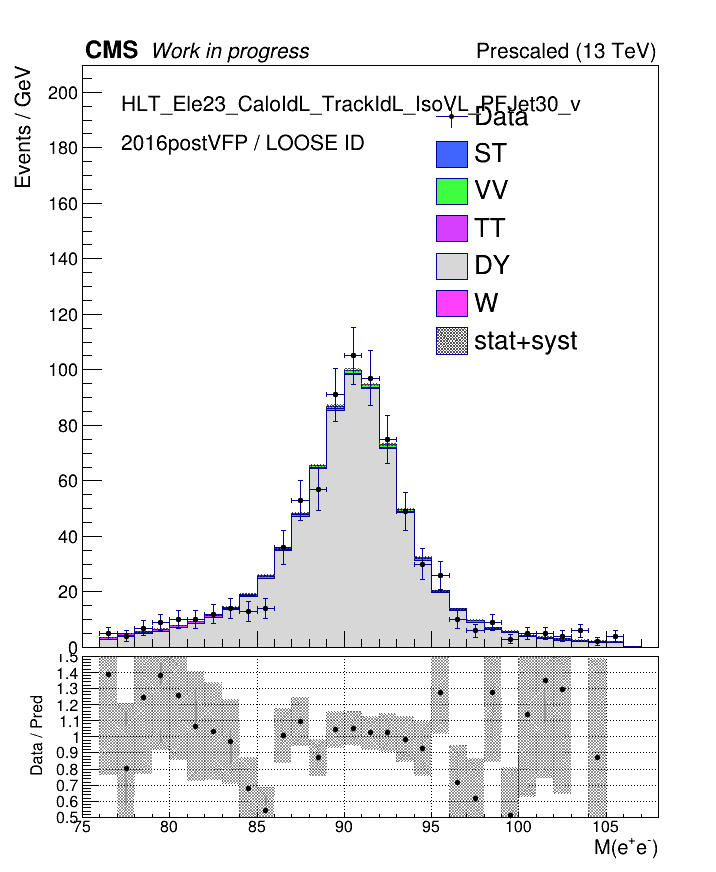 CMS Work in progress Prescaled (13 TeV)
Events / GeV
HLT_Ele23_CaloIdL_TrackIdL_IsoVL_PFJet30_v
2016postVFP / LOOSE ID
Data
ST
VV
TT
DY
W
stat+syst
200
180
160
140
120
100
80
60
40
20
0
Data / Pred
1.5
1.4
1.3
1.2
1.1
1
0.9
0.8
0.7
0.6
0.5
75 80 85 90 95 100 105
M(e⁺e⁻)